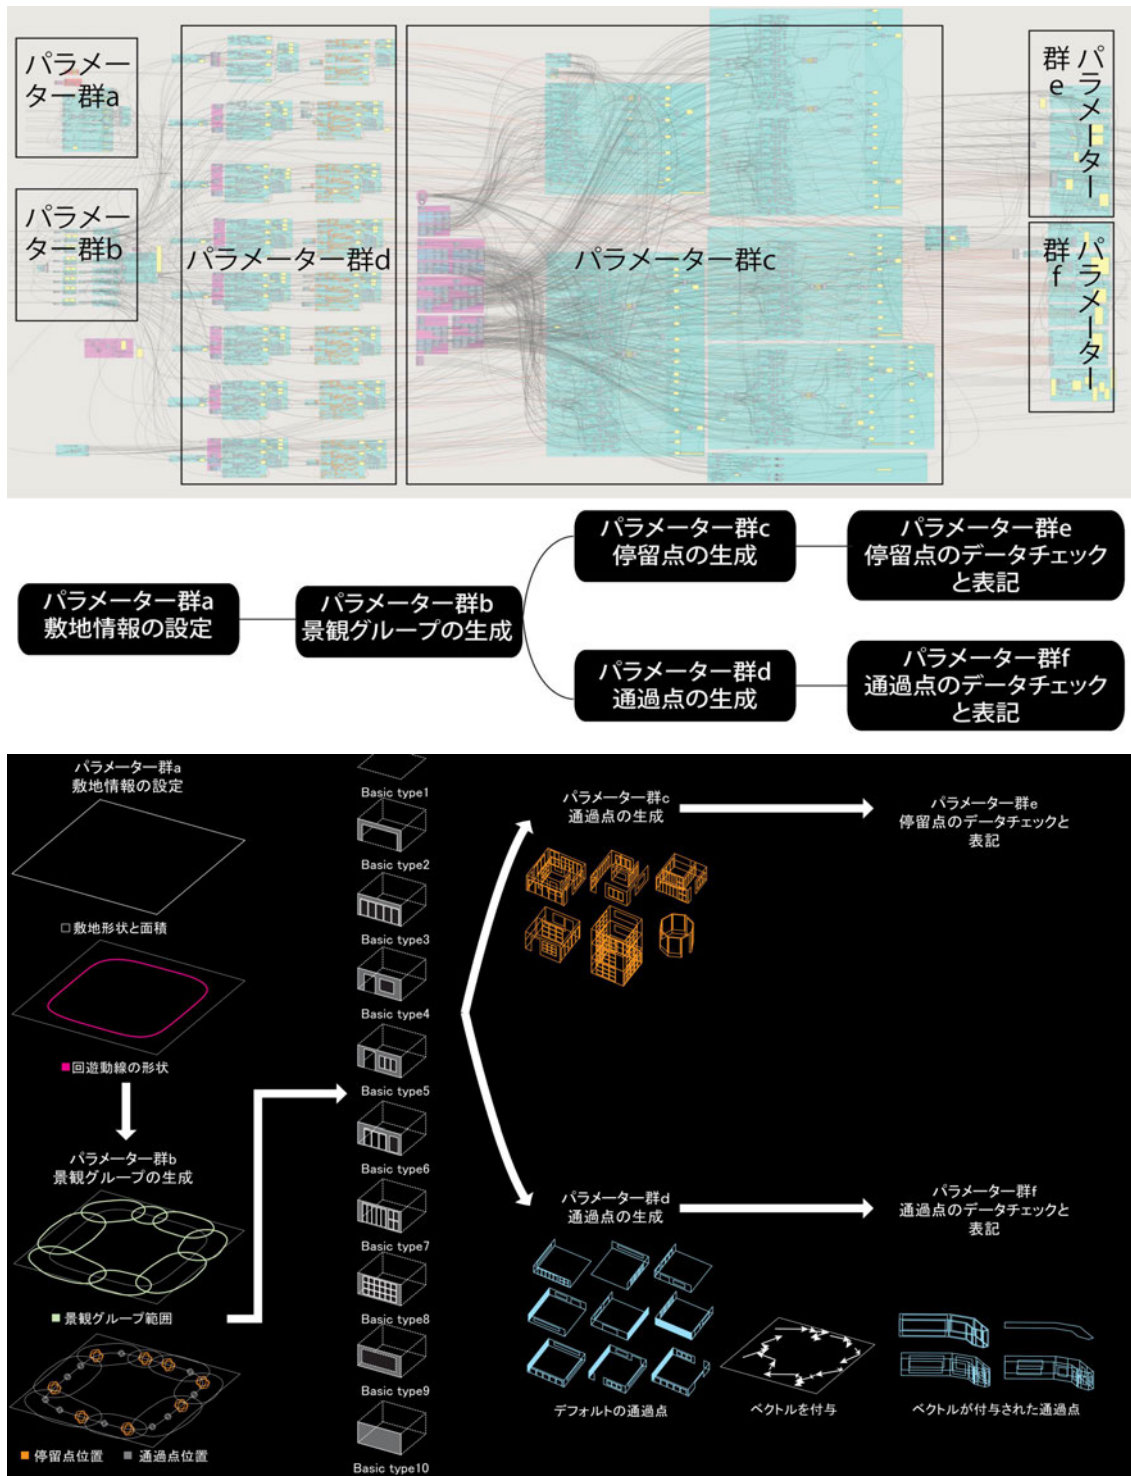 パラメー
ター群a
パラメー
ター群b
パラメーター群d
パラメーター群c
パラメーター
群e
パラメーター
群f
パラメーター群a
敷地情報の設定
パラメーター群b
景観グループの生成
パラメーター群c
停留点の生成
パラメーター群e
停留点のデータチェック
と表記
パラメーター群d
通過点の生成
パラメーター群f
通過点のデータチェック
と表記
パラメーター群a
敷地情報の設定
敷地形状と面積
回遊動線の形状
パラメーター群b
景観グループの生成
景観グループ範囲
停留点位置
通過点位置
Basic type1
Basic type2
Basic type3
Basic type4
Basic type5
Basic type6
Basic type7
Basic type8
Basic type9
Basic type10
パラメーター群c
通過点の生成
パラメーター群e
停留点のデータチェックと
表記
パラメーター群d
通過点の生成
パラメーター群f
通過点のデータチェックと
表記
デフォルトの通過点
ベクトルを付与
ベクトルが付与された通過点